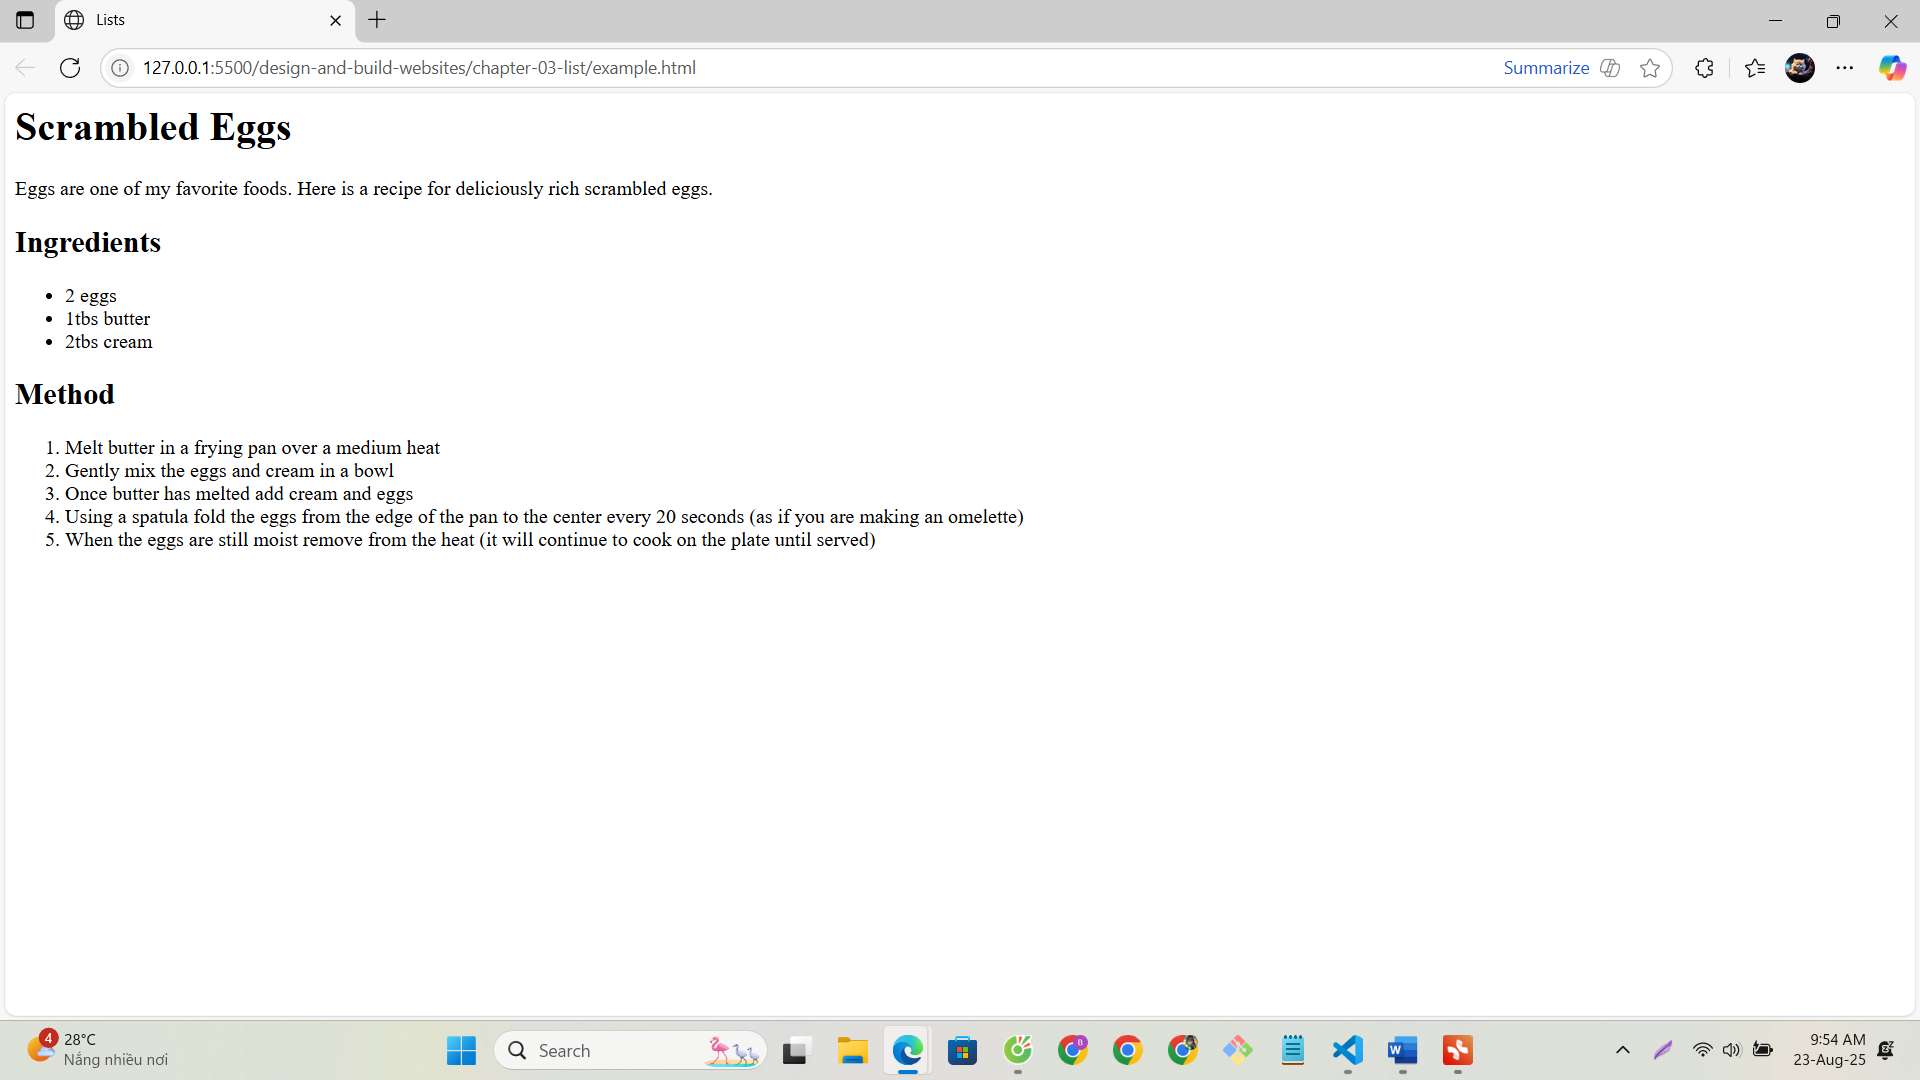 Lists
127.0.0.1:5500/design-and-build-websites/chapter-03-list/example.html
Summarize
Scrambled Eggs
Eggs are one of my favorite foods. Here is a recipe for deliciously rich scrambled eggs.
Ingredients
• 2 eggs
• 1tbs butter
• 2tbs cream
Method
1. Melt butter in a frying pan over a medium heat
2. Gently mix the eggs and cream in a bowl
3. Once butter has melted add cream and eggs
4. Using a spatula fold the eggs from the edge of the pan to the center every 20 seconds (as if you are making an omelette)
5. When the eggs are still moist remove from the heat (it will continue to cook on the plate until served)
4
28°C
Nắng nhiều nơi
Search
B
W
9:54 AM
23-Aug-25